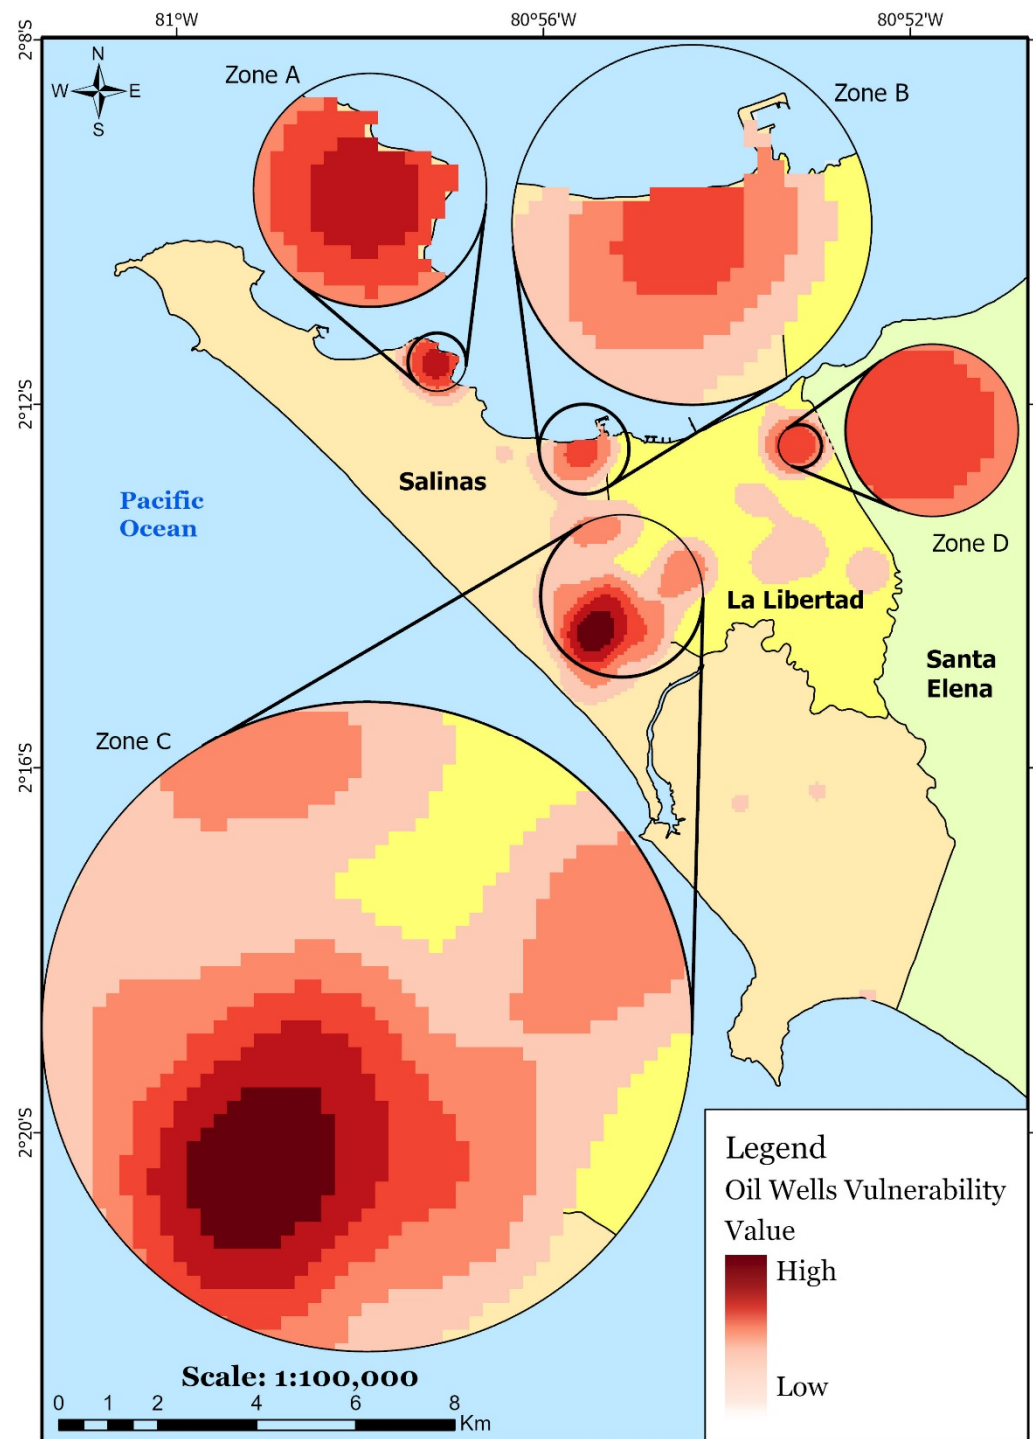 81°W 80°56'W 80°52'W
2°8'S
N
W E
S
Zone A
Zone B
2°12'S
Salinas
Pacific
Ocean
Zone D
La Libertad
Santa
Elena
Zone C
2°16'S
2°20'S
Legend
Oil Wells Vulnerability
Value
High
Low
Scale: 1:100,000
0 1 2 4 6 8
Km